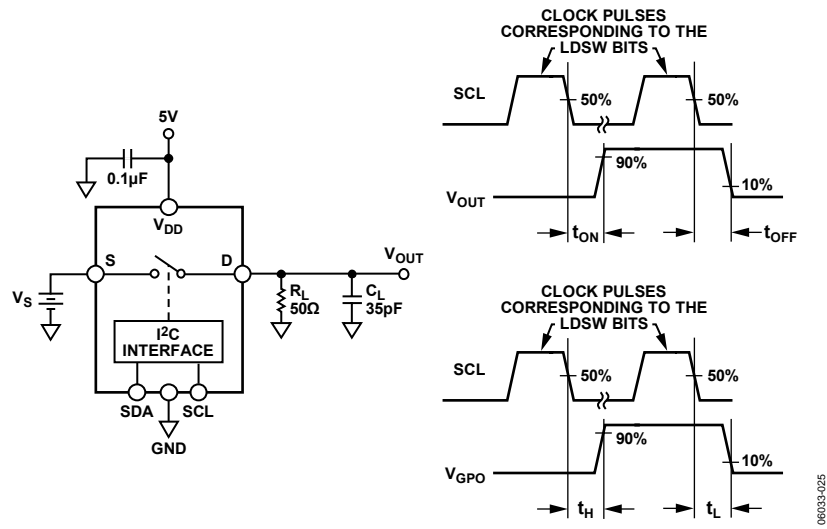 5V
0.1µF
VDD
S
D
VOUT
VS
RL
50Ω
CL
35pF
I2C
INTERFACE
SDA
SCL
GND
CLOCK PULSES
CORRESPONDING TO THE
LDSW BITS
SCL
50%
50%
90%
10%
VOUT
tON
tOFF
CLOCK PULSES
CORRESPONDING TO THE
LDSW BITS
SCL
50%
50%
90%
10%
VGPO
tH
tL
06033-025